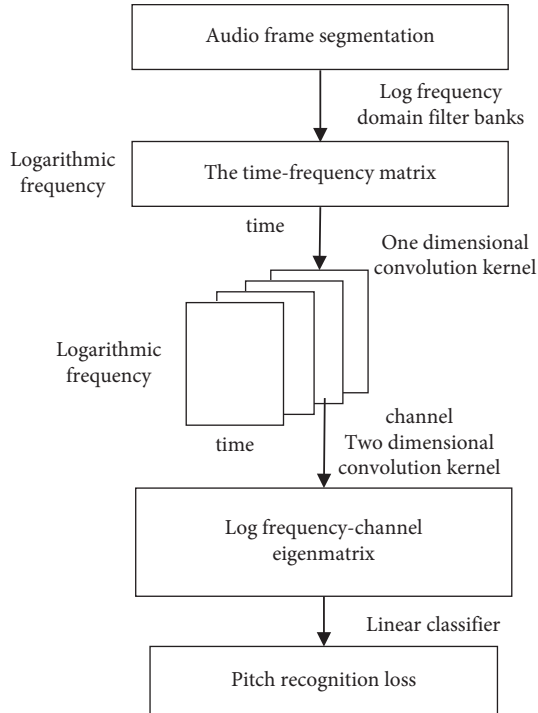 Audio frame segmentation
Log frequency
domain filter banks
Logarithmic
frequency
The time-frequency matrix
time
One dimensional
convolution kernel
Logarithmic
frequency
time
channel
Two dimensional
convolution kernel
Log frequency-channel
eigenmatrix
Linear classifier
Pitch recognition loss